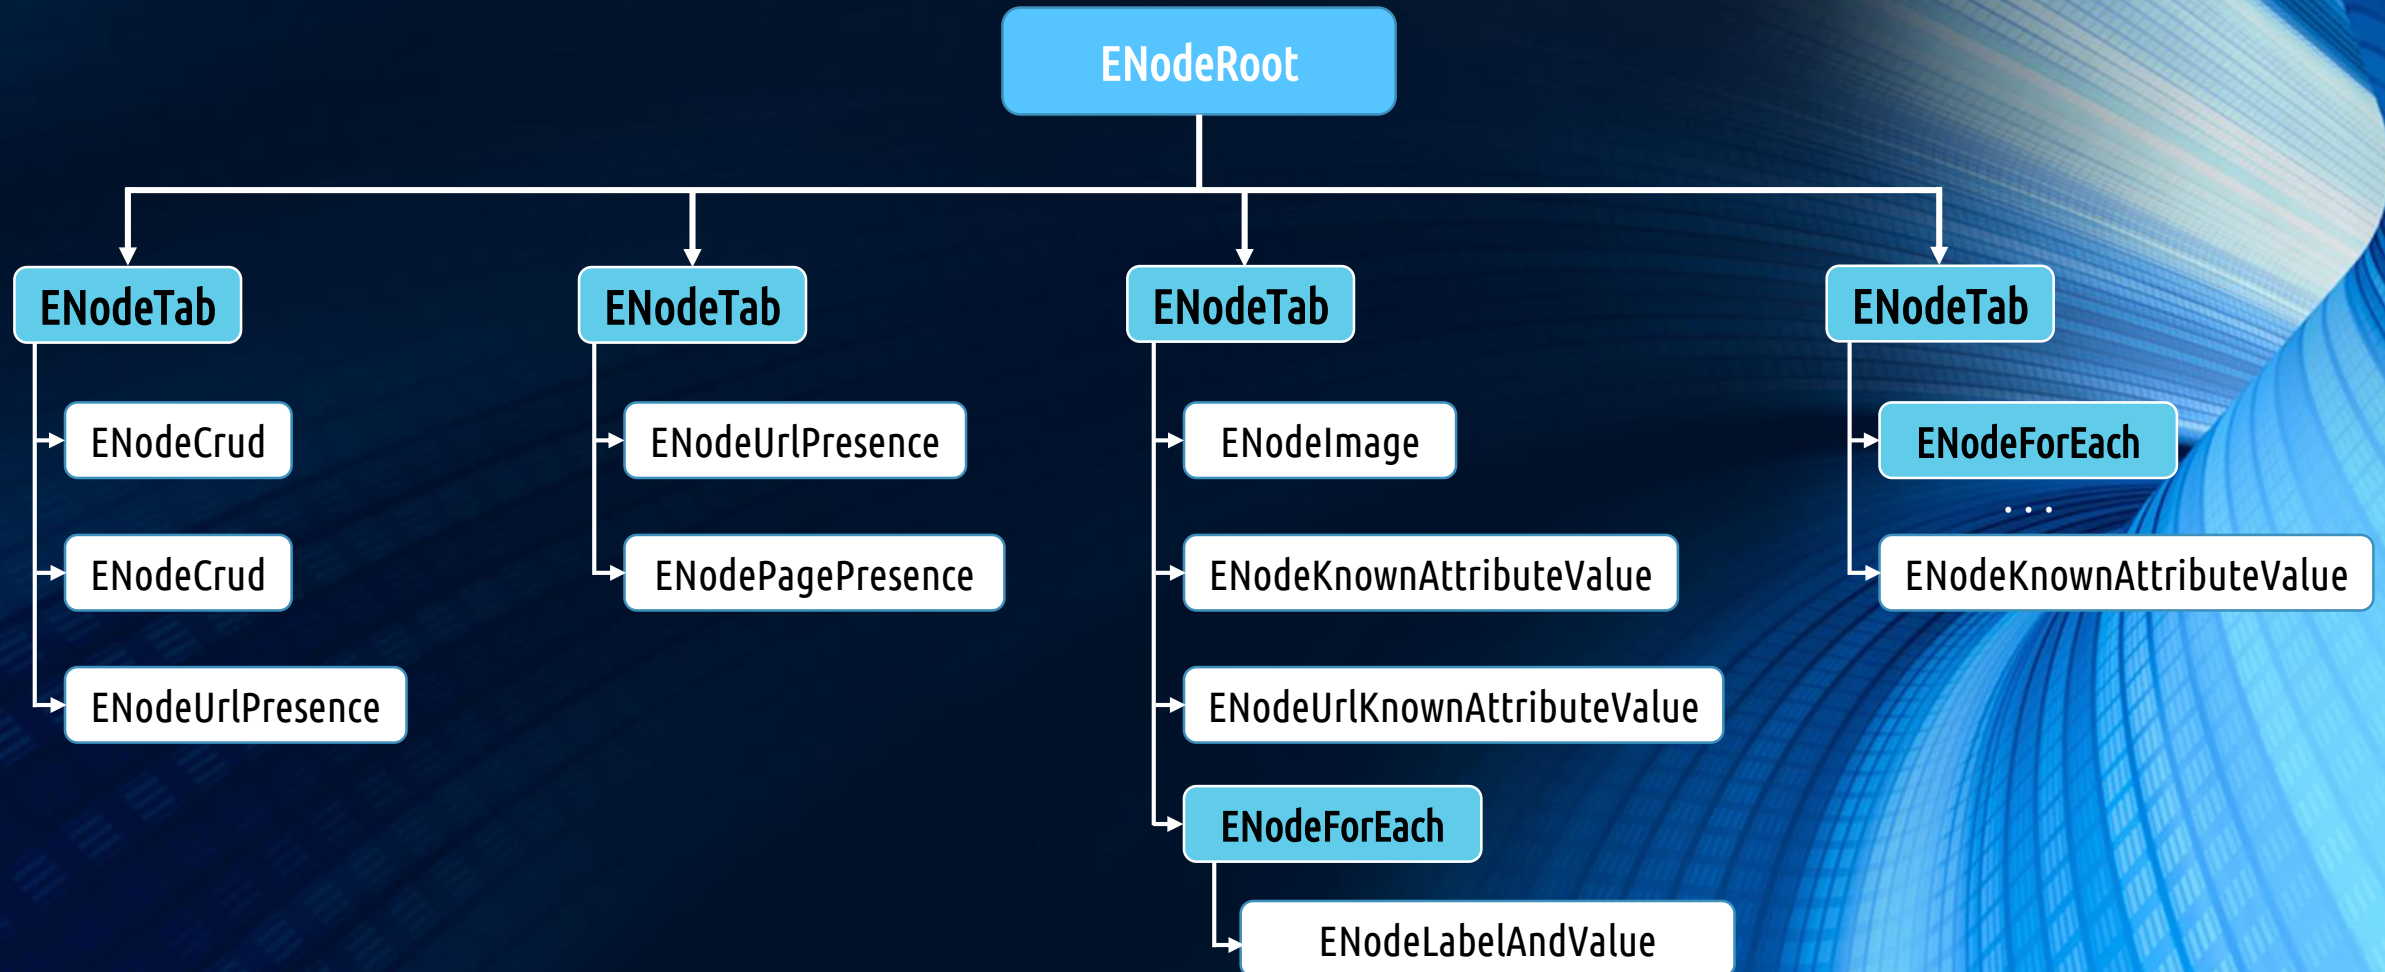 ENodeRoot
ENodeTab
ENodeCrud
ENodeCrud
ENodeUrlPresence
ENodeTab
ENodeUrlPresence
ENodePagePresence
ENodeTab
ENodeImage
ENodeKnownAttributeValue
ENodeUrlKnownAttributeValue
ENodeForEach
ENodeLabelAndValue
ENodeTab
ENodeForEach
. . .
ENodeKnownAttributeValue